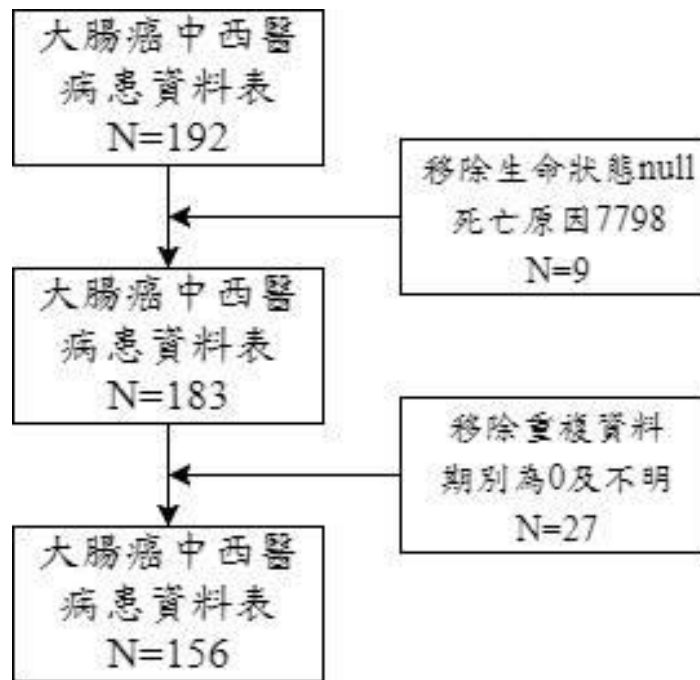 大腸癌中西醫
病患資料表
N=192
移除生命狀態null
死亡原因7798
N=9
大腸癌中西醫
病患資料表
N=183
移除重複資料
期別為0及不明
N=27
大腸癌中西醫
病患資料表
N=156